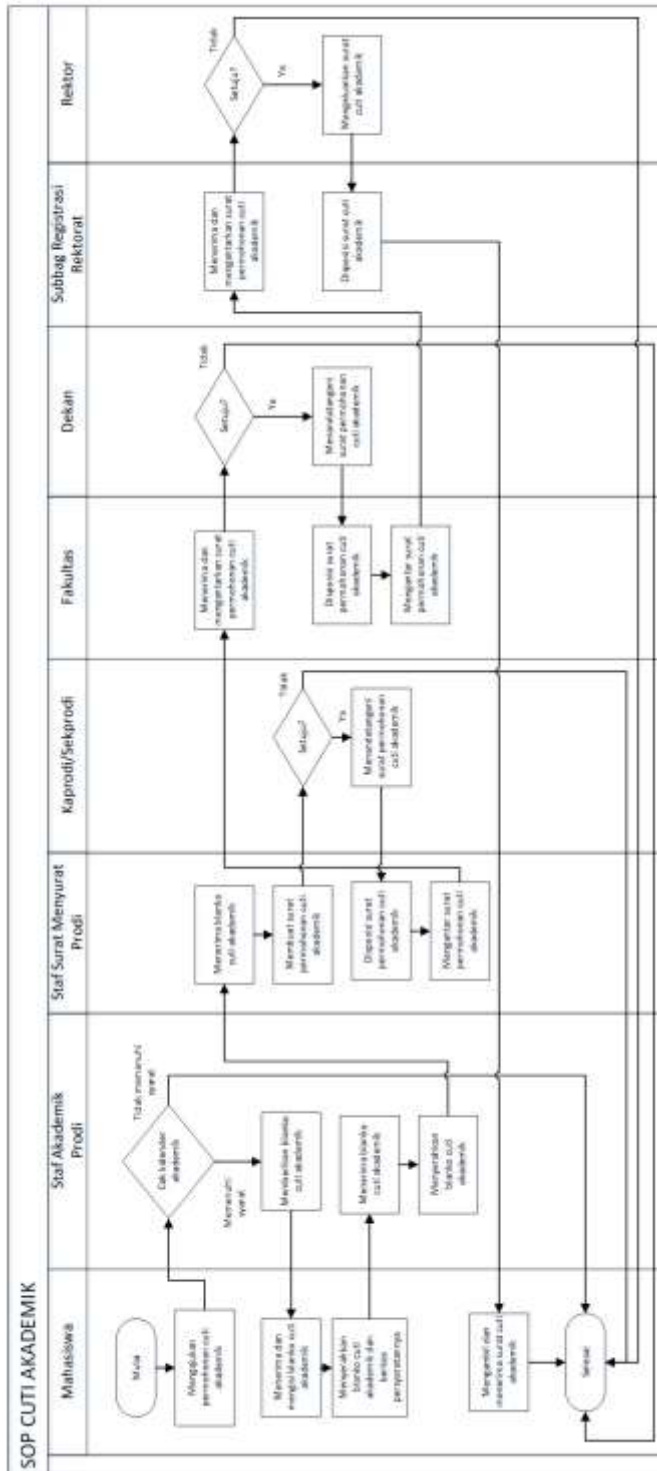 SOP CUTI AKADEMIK
Mahasiswa
Staf Akademik
Prodi
Staf Surat Menyurat
Prodi
Kaprodi/Sekprodi
Fakultas
Dekan
Subbag Registrasi
Rektorat
Rektor
Mulai
Mengajukan
permohonan cuti
akademik
Cek kalender
akademik
Tidak memenuhi
syarat
Memenuhi
syarat
Memberikan blanko
cuti akademik
Menerima dan
mengisi blanko cuti
akademik
Menyerahkan
blanko cuti
akademik dan
berkas
persyaratannya
Menerima blanko
cuti akademik
Menyerahkan
blanko cuti
akademik
Menerima blanko
cuti akademik
Membuat surat
permohonan cuti
akademik
Setuju?
Tidak
Ya
Menandatangani
surat permohonan
cuti akademik
Disposisi surat
permohonan cuti
akademik
Mengantar surat
permohonan cuti
akademik
Menerima dan
mengantarkan surat
permohonan cuti
akademik
Setuju?
Tidak
Ya
Menandatangani
surat permohonan
cuti akademik
Disposisi surat
permohonan cuti
akademik
Mengantar surat
permohonan cuti
akademik
Menerima dan
mengantarkan surat
permohonan cuti
akademik
Setuju?
Tidak
Ya
Mengeluarkan surat
cuti akademik
Disposisi surat cuti
akademik
Mengambil dan
menerima surat cuti
akademik
Selesai